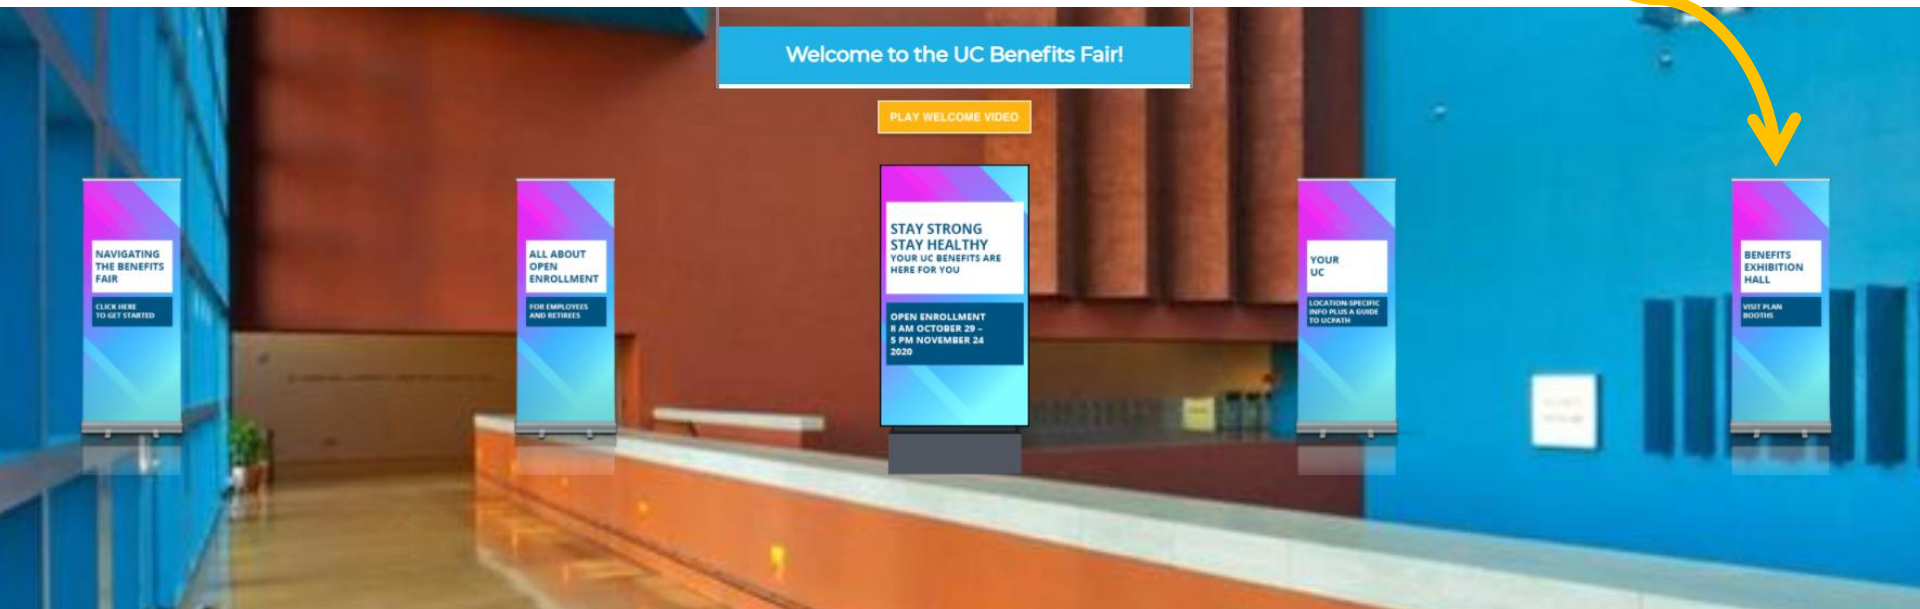 Welcome to the UC Benefits Fair!
PLAY WELCOME VIDEO
NAVIGATING
THE BENEFITS
FAIR
CLICK HERE
TO GET STARTED
ALL ABOUT
OPEN
ENROLLMENT
FOR EMPLOYEES
AND RETIREES
STAY STRONG
STAY HEALTHY
YOUR UC BENEFITS ARE
HERE FOR YOU
OPEN ENROLLMENT
8 AM OCTOBER 29 –
5 PM NOVEMBER 24
2020
YOUR
UC
LOCATION-SPECIFIC
INFO PLUS A GUIDE
TO UCPATH
BENEFITS
EXHIBITION
HALL
VISIT PLAN
BOOTHS